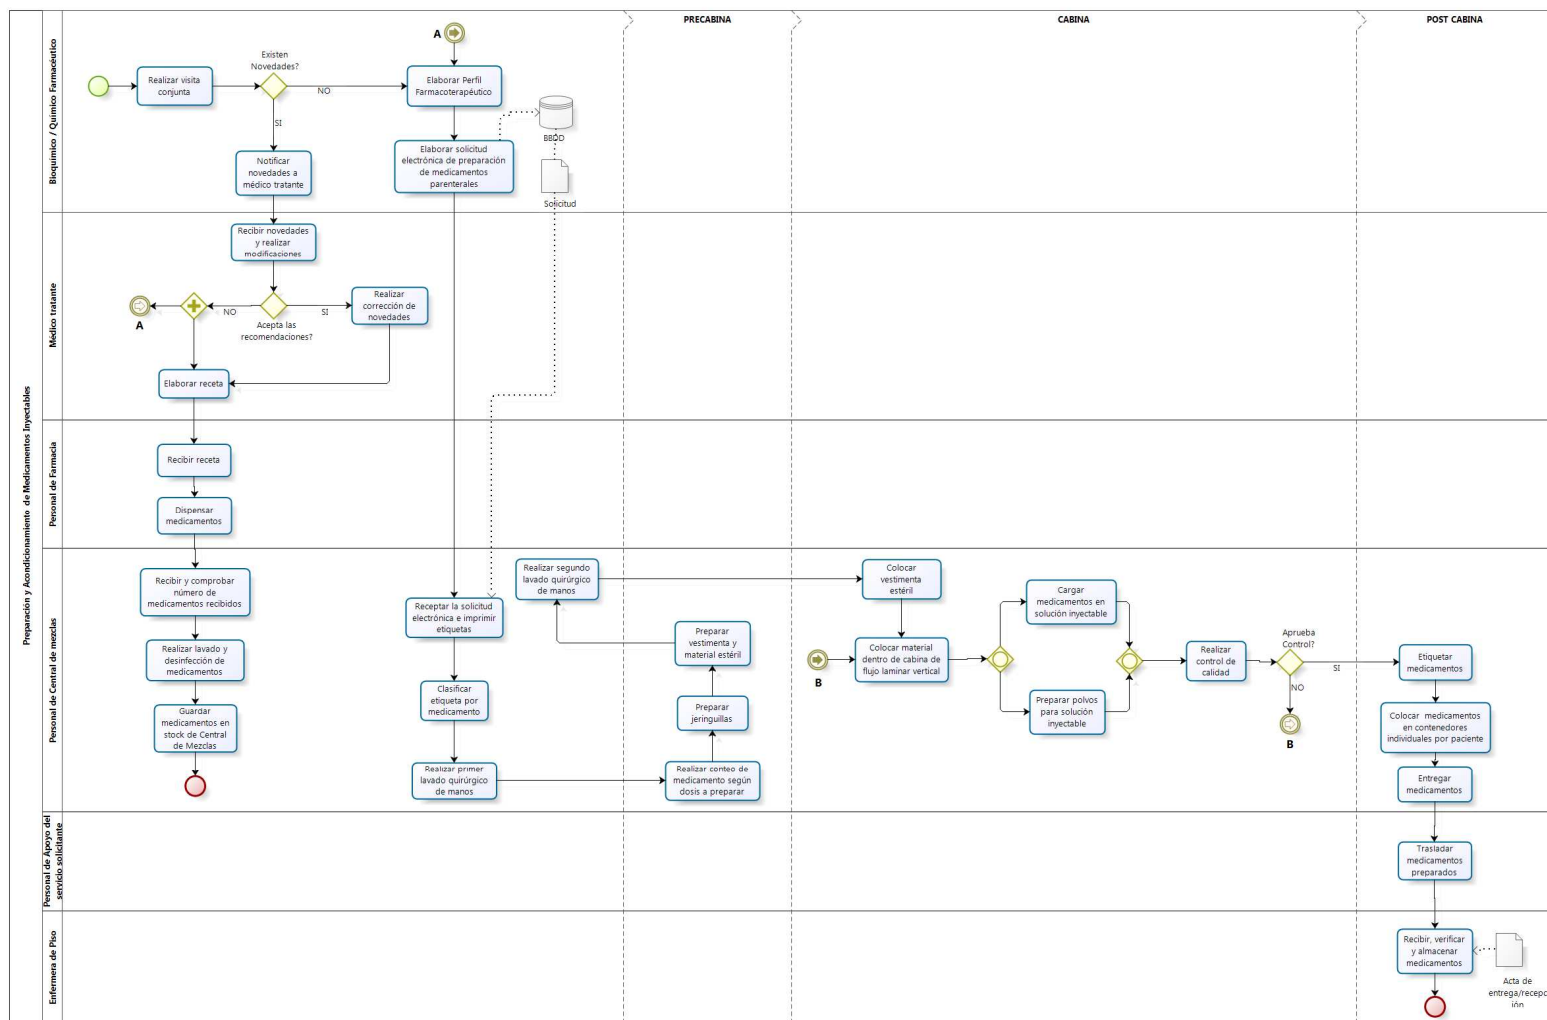 PRECABINA
CABINA
POST CABINA
Preparación y Acondicionamiento de Medicamentos Inyectables
Bioquímico / Químico Farmacéutico
A
Realizar visita
conjunta
Existen
Novedades?
NO
SI
Elaborar Perfil
Farmacoterapéutico
BBDD
Notificar
novedades a
médico tratante
Elaborar solicitud
electrónica de preparación
de medicamentos
parenterales
Solicitud
Médico tratante
Recibir novedades
y realizar
modificaciones
A
NO
Acepta las
recomendaciones?
SI
Realizar
corrección de
novedades
Elaborar receta
Personal de Farmacia
Recibir receta
Dispensar
medicamentos
Personal de Central de mezclas
Recibir y comprobar
número de
medicamentos recibidos
Realizar lavado y
desinfección de
medicamentos
Guardar
medicamentos en
stock de Central
de Mezclas
Receptar la solicitud
electrónica e imprimir
etiquetas
Clasificar
etiqueta por
medicamento
Realizar primer
lavado quirúrgico
de manos
Realizar segundo
lavado quirúrgico
de manos
Preparar
vestimenta y
material estéril
Preparar
jeringuillas
Realizar conteo de
medicamento según
dosis a preparar
Colocar
vestimenta
estéril
B
Colocar material
dentro de cabina de
flujo laminar vertical
Cargar
medicamentos en
solución inyectable
Preparar polvos
para solución
inyectable
Realizar
control de
calidad
Aprueba
Control?
SI
NO
B
Etiquetar
medicamentos
Colocar medicamentos
en contenedores
individuales por paciente
Entregar
medicamentos
Personal de Apoyo del
servicio solicitante
Trasladar
medicamentos
preparados
Enfermera de Piso
Recibir, verificar
y almacenar
medicamentos
Acta de
entrega/recepc
ión